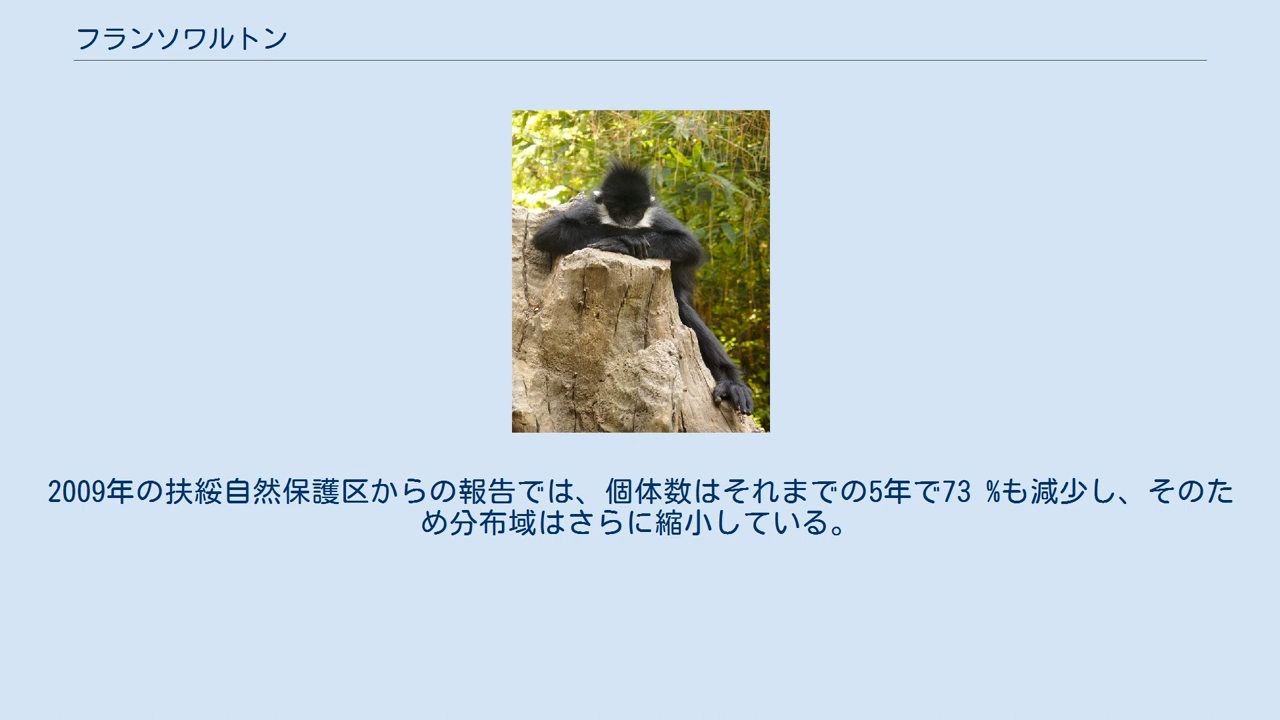 フランソワルトン
2009年の扶綏自然保護区からの報告では、個体数はそれまでの5年で73 %も減少し、そのた
め分布域はさらに縮小している。